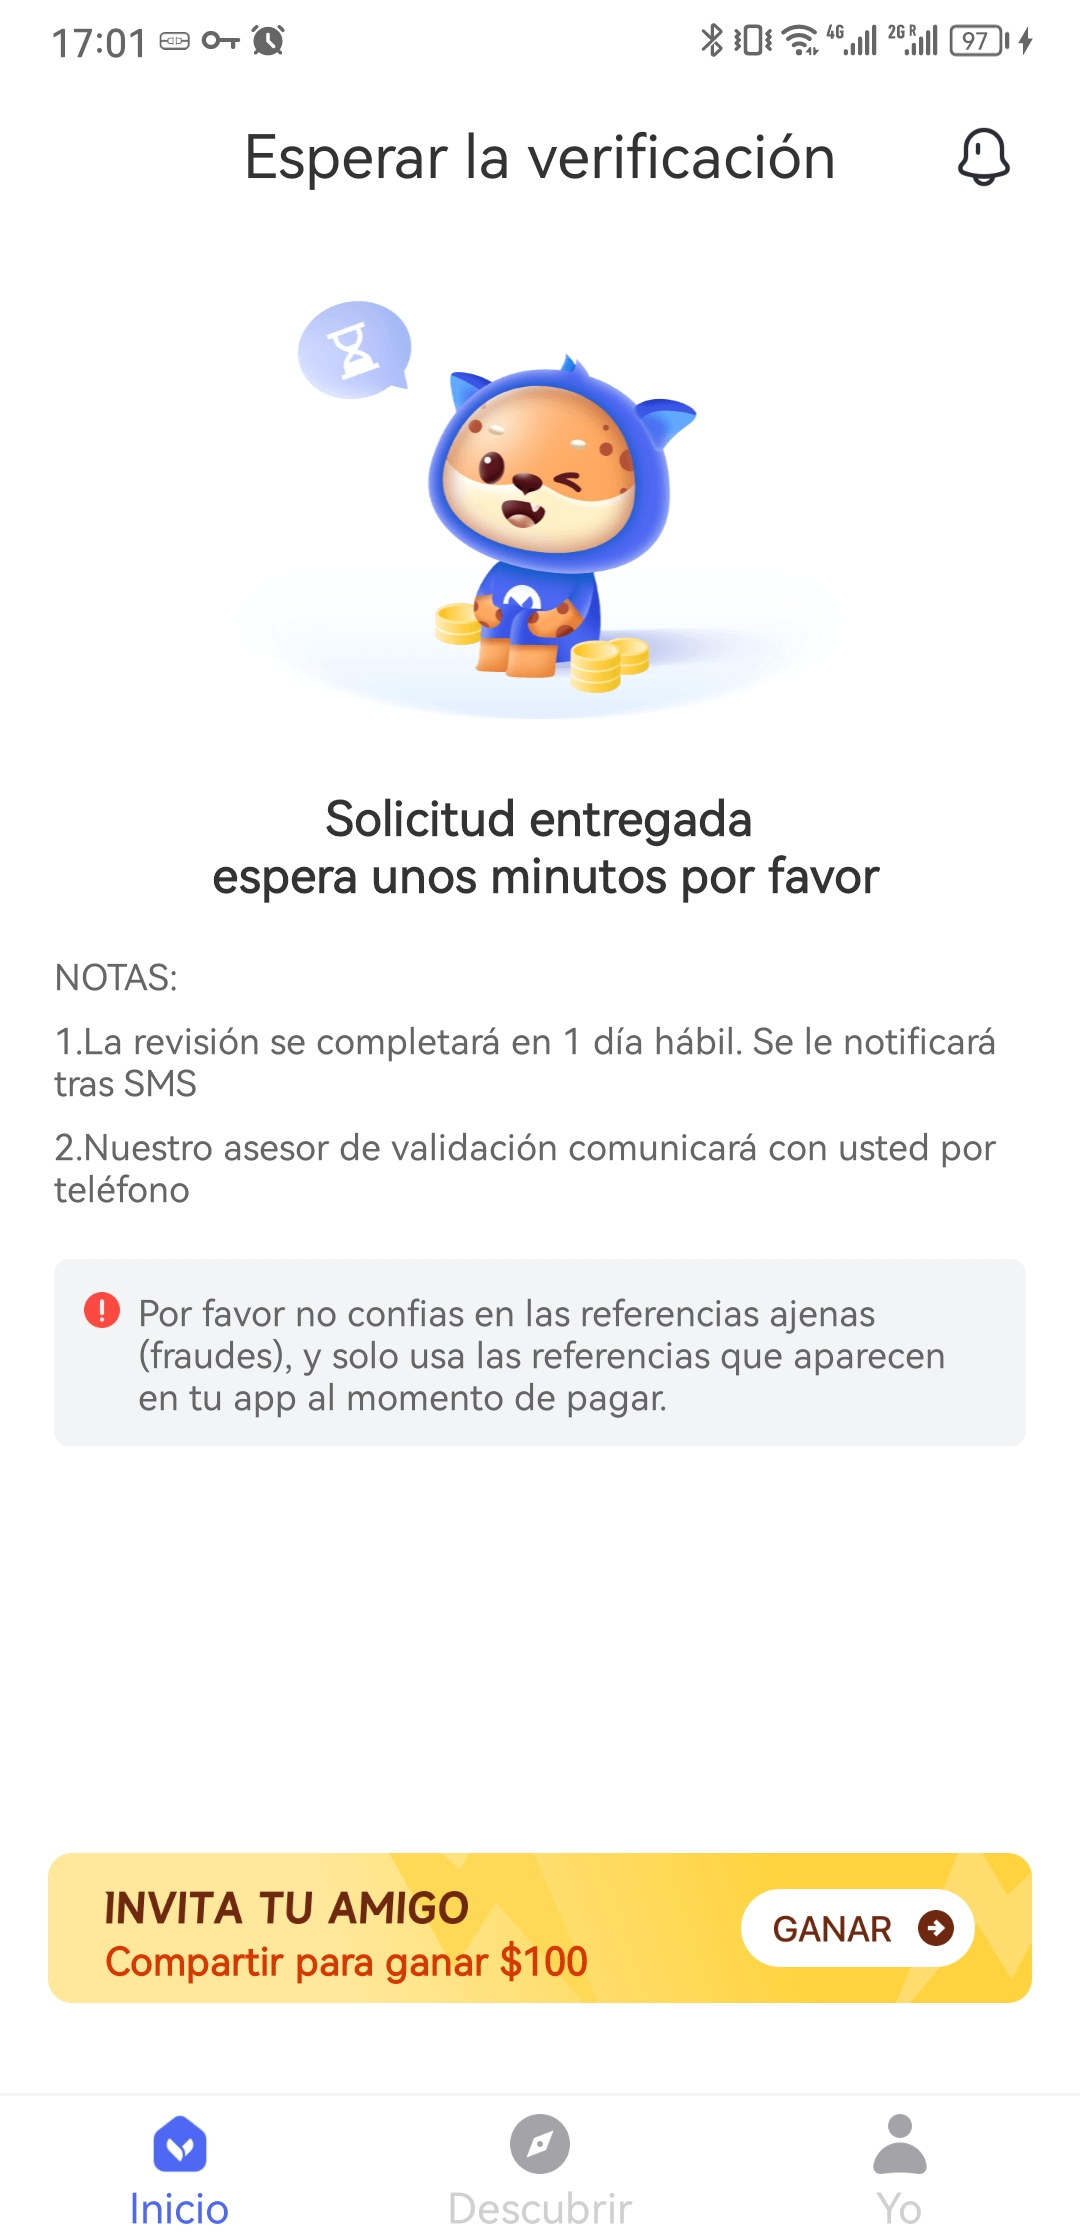 17:01
4G
2G R
97
Esperar la verificación
Solicitud entregada
espera unos minutos por favor
NOTAS:
1.La revisión se completará en 1 día hábil. Se le notificará
tras SMS
2.Nuestro asesor de validación comunicará con usted por
teléfono
Por favor no confias en las referencias ajenas
(fraudes), y solo usa las referencias que aparecen
en tu app al momento de pagar.
INVITA TU AMIGO
Compartir para ganar $100
GANAR
Inicio
Descubrir
Yo